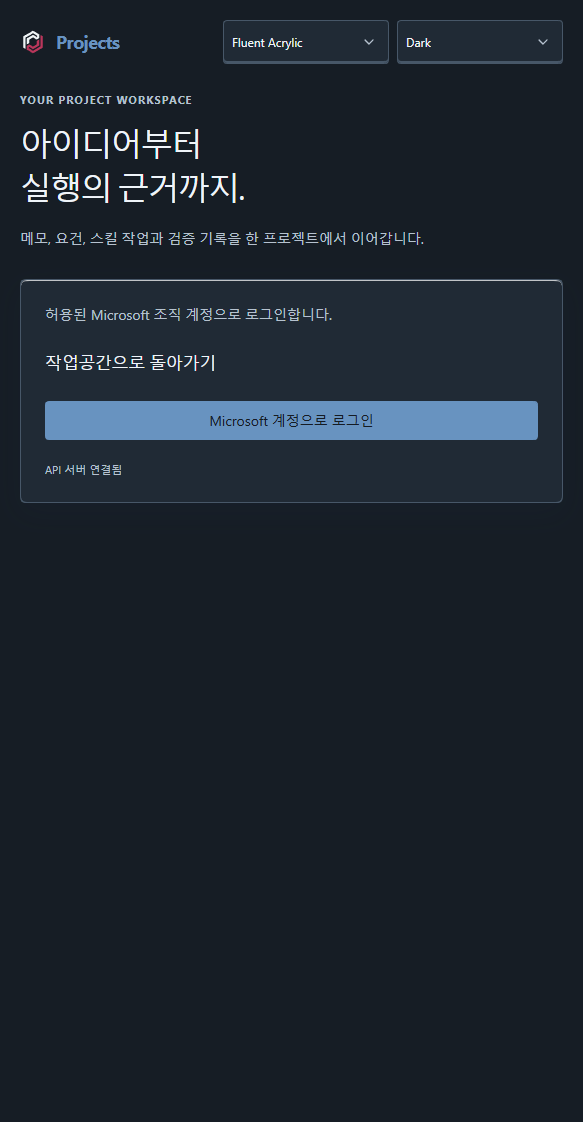 Projects
Fluent Acrylic
Dark
YOUR PROJECT WORKSPACE
아이디어부터
실행의 근거까지.
메모, 요건, 스킬 작업과 검증 기록을 한 프로젝트에서 이어갑니다.
허용된 Microsoft 조직 계정으로 로그인합니다.
작업공간으로 돌아가기
Microsoft 계정으로 로그인
API 서버 연결됨